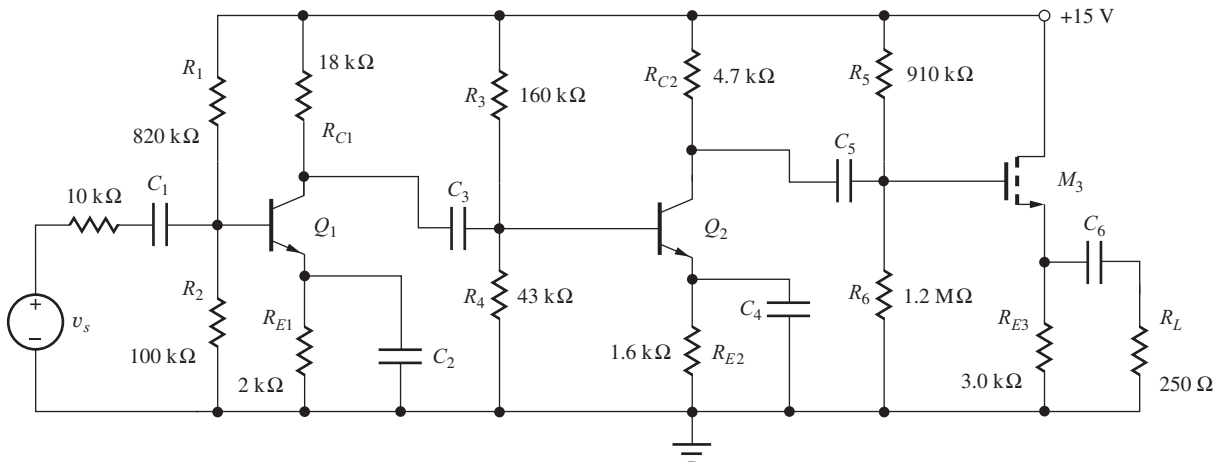 +15 V
R1
820 kΩ
18 kΩ
RC1
R3
160 kΩ
RC2
4.7 kΩ
R5
910 kΩ
C5
M3
10 kΩ
C1
C3
Q1
Q2
C6
+
−
vs
R2
100 kΩ
RE1
2 kΩ
C2
R4
43 kΩ
C4
1.6 kΩ
RE2
R6
1.2 MΩ
RE3
3.0 kΩ
RL
250 Ω